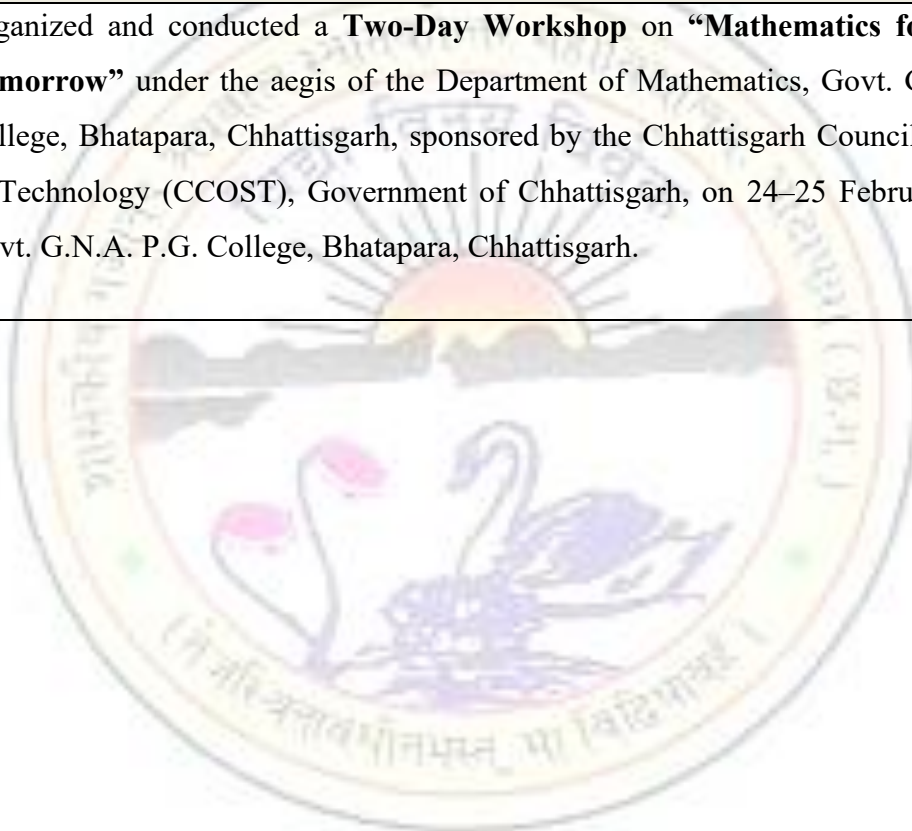 ganized and conducted a Two-Day Workshop on “Mathematics fo
morrow” under the aegis of the Department of Mathematics, Govt. G
llege, Bhatapara, Chhattisgarh, sponsored by the Chhattisgarh Council
Technology (CCOST), Government of Chhattisgarh, on 24–25 Febru
vt. G.N.A. P.G. College, Bhatapara, Chhattisgarh.
( छ.ग. )